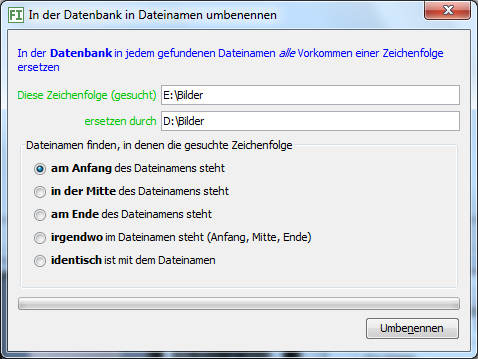 FI In der Datenbank in Dateinamen umbenennen
In der Datenbank in jedem gefundenen Dateinamen alle Vorkommen einer Zeichenfolge
ersetzen
Diese Zeichenfolge (gesucht) E:\Bilder
ersetzen durch D:\Bilder
Dateinamen finden, in denen die gesuchte Zeichenfolge
am Anfang des Dateinamens steht
in der Mitte des Dateinamens steht
am Ende des Dateinamens steht
irgendwo im Dateinamen steht (Anfang, Mitte, Ende)
identisch ist mit dem Dateinamen
Umbenennen